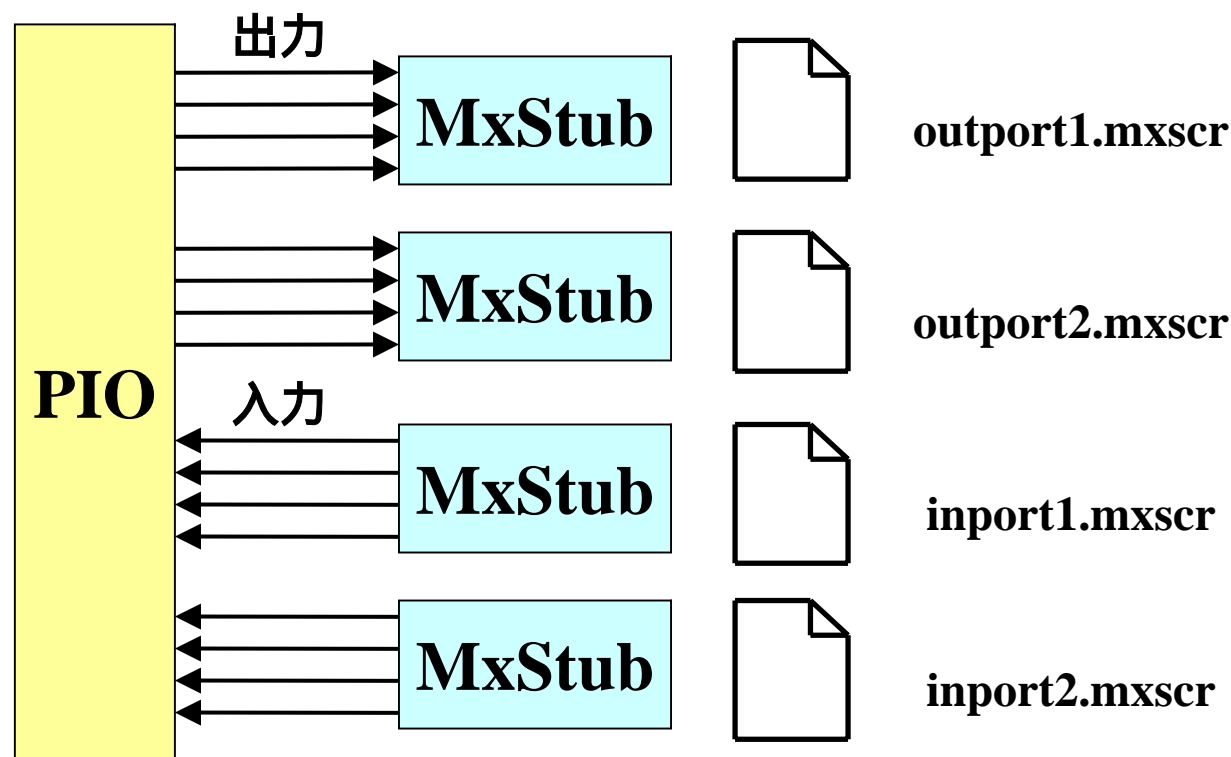 出力
MxStub
outport1.mxscr
MxStub
outport2.mxscr
PIO
入力
MxStub
inport1.mxscr
MxStub
inport2.mxscr